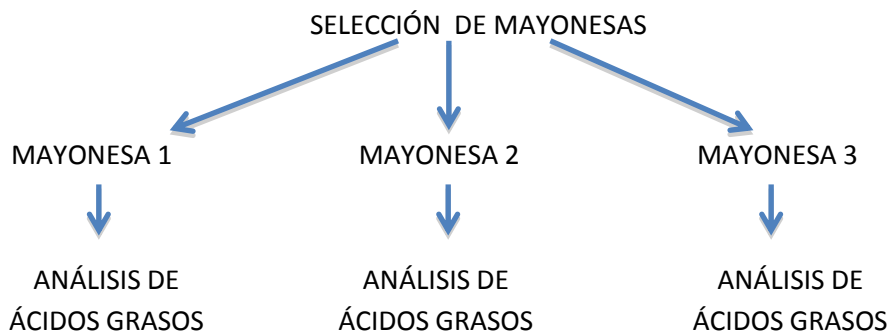 SELECCIÓN DE MAYONESAS
MAYONESA 1
MAYONESA 2
MAYONESA 3
ANÁLISIS DE
ÁCIDOS GRASOS
ANÁLISIS DE
ÁCIDOS GRASOS
ANÁLISIS DE
ÁCIDOS GRASOS